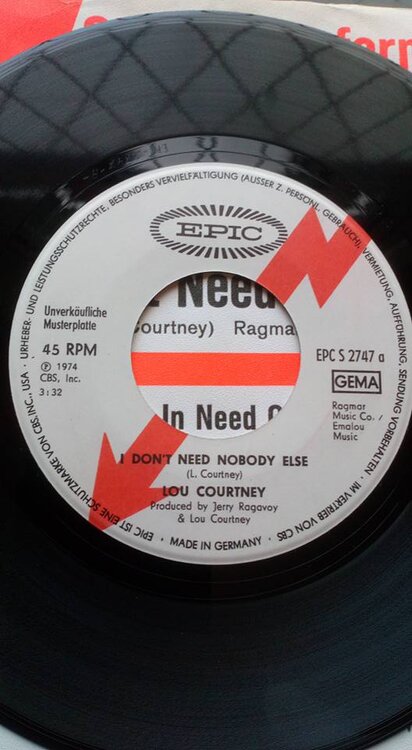 URHEBER- UND LEISTUNGSSCHUTZRECHTE, BESONDERS VERVIELFÄLTIGUNG (AUSSER Z. PERSÖNL. GEBRAUCH), VERMIETUNG, AUFFÜHRUNG, SENDUNG VORBEHALTEN. • IM VERTRIEB VON CBS • MADE IN GERMANY • EPIC IST EINE SCHUTZMARKE VON CBS, INC., USA •
EPIC
Unverkäufliche
Musterplatte
45 RPM
Ⓟ 1974
CBS, Inc.
3:32
Need
Courtney) Ragma
In Need
EPC S 2747 a
GEMA
Ragmar
Music Co. /
Emalou
Music
I DON'T NEED NOBODY ELSE
(L. Courtney)
LOU COURTNEY
Produced by Jerry Ragavoy
& Lou Courtney